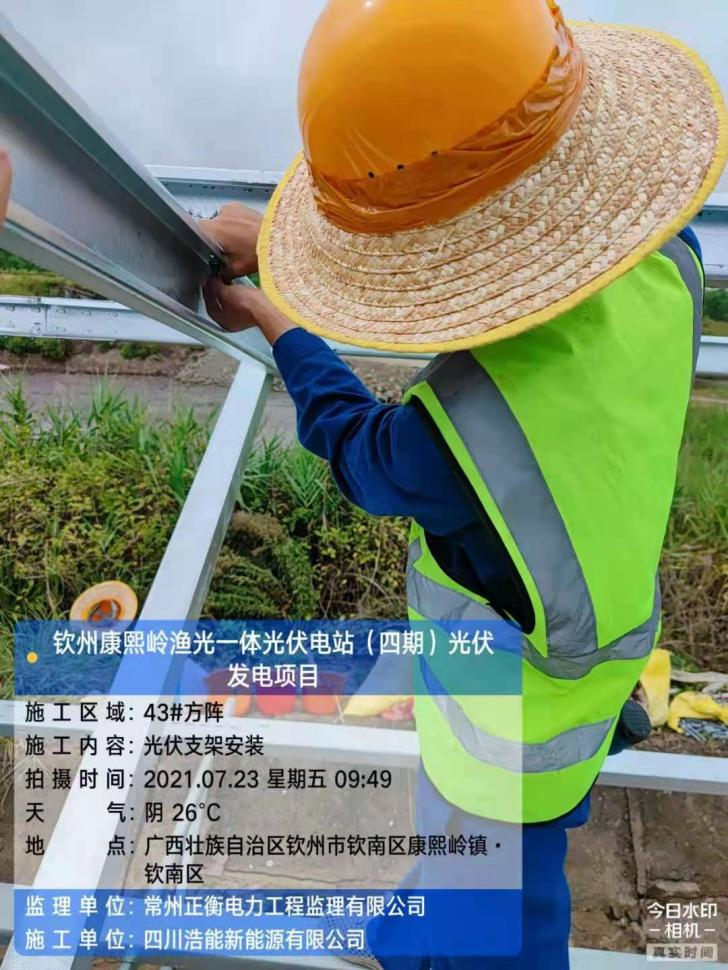 钦州康熙岭渔光一体光伏电站（四期）光伏
发电项目
施工区域：43#方阵
施工内容：光伏支架安装
拍摄时间：2021.07.23 星期五 09:49
天气：阴 26°C
地点：广西壮族自治区钦州市钦南区康熙岭镇·
钦南区
监理单位：常州正衡电力工程监理有限公司
施工单位：四川浩能新能源有限公司
今日水印
-相机-
真实时间